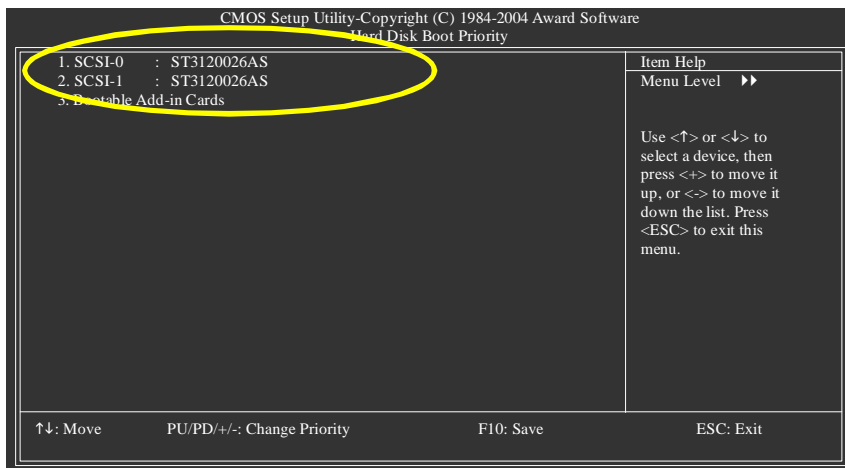 CMOS Setup Utility-Copyright (C) 1984-2004 Award Software
Hard Disk Boot Priority
1. SCSI-0 : ST3120026AS
2. SCSI-1 : ST3120026AS
3. Bootable Add-in Cards
Item Help
Menu Level ▶▶
Use <↑> or <↓> to
select a device, then
press <+> to move it
up, or <-> to move it
down the list. Press
<ESC> to exit this
menu.
↑↓: Move PU/PD/+/-: Change Priority F10: Save ESC: Exit